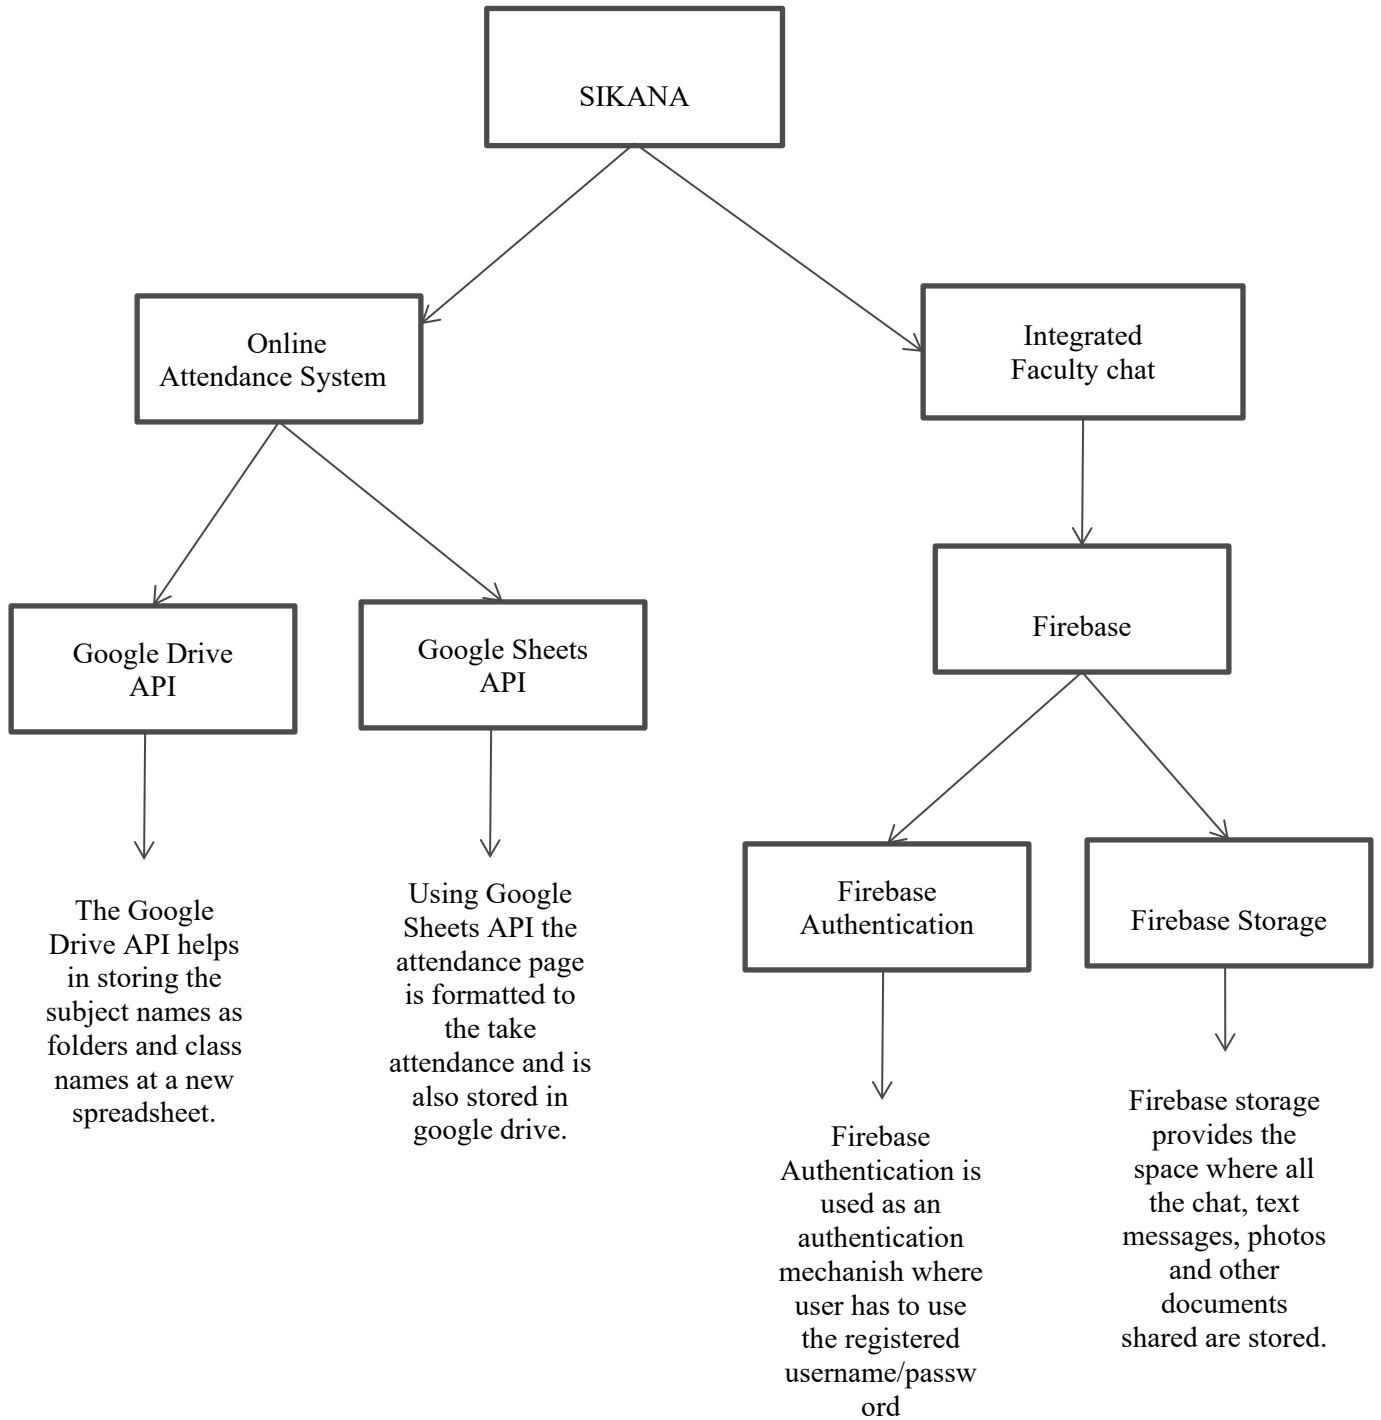 SIKANA
Online
Attendance System
Integrated
Faculty chat
Google Drive
API
Google Sheets
API
Firebase
Firebase
Authentication
Firebase Storage
The Google
Drive API helps
in storing the
subject names as
folders and class
names at a new
spreadsheet.
Using Google
Sheets API the
attendance page
is formatted to
the take
attendance and is
also stored in
google drive.
Firebase
Authentication is
used as an
authentication
mechanish where
user has to use
the registered
username/passw
ord
Firebase storage
provides the
space where all
the chat, text
messages, photos
and other
documents
shared are stored.